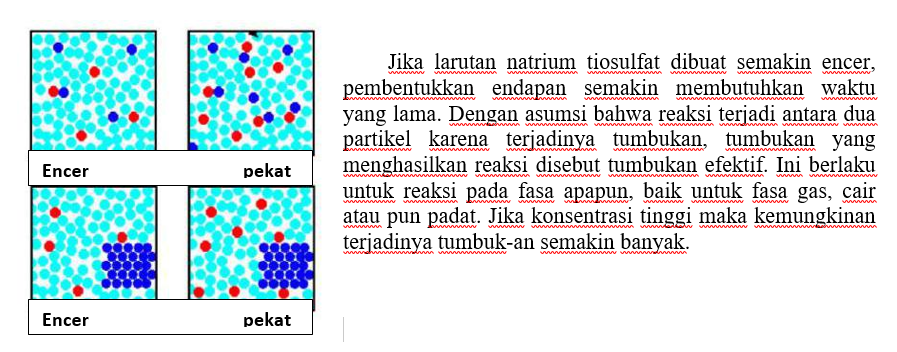 Encer pekat
Encer pekat
Jika larutan natrium tiosulfat dibuat semakin encer,
pembentukkan endapan semakin membutuhkan waktu
yang lama. Dengan asumsi bahwa reaksi terjadi antara dua
partikel karena terjadinya tumbukan, tumbukan yang
menghasilkan reaksi disebut tumbukan efektif. Ini berlaku
untuk reaksi pada fasa apapun, baik untuk fasa gas, cair
atau pun padat. Jika konsentrasi tinggi maka kemungkinan
terjadinya tumbuk-an semakin banyak.